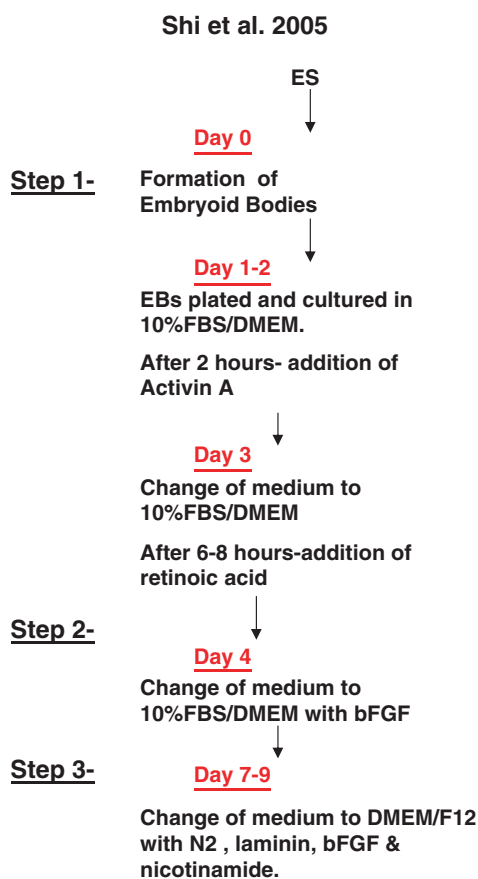 Shi et al. 2005
ES
Day 0
Step 1-
Formation of
Embryoid Bodies
Day 1-2
EBs plated and cultured in
10%FBS/DMEM.
After 2 hours- addition of
Activin A
Day 3
Change of medium to
10%FBS/DMEM
After 6-8 hours-addition of
retinoic acid
Step 2-
Day 4
Change of medium to
10%FBS/DMEM with bFGF
Step 3-
Day 7-9
Change of medium to DMEM/F12
with N2 , laminin, bFGF &
nicotinamide.